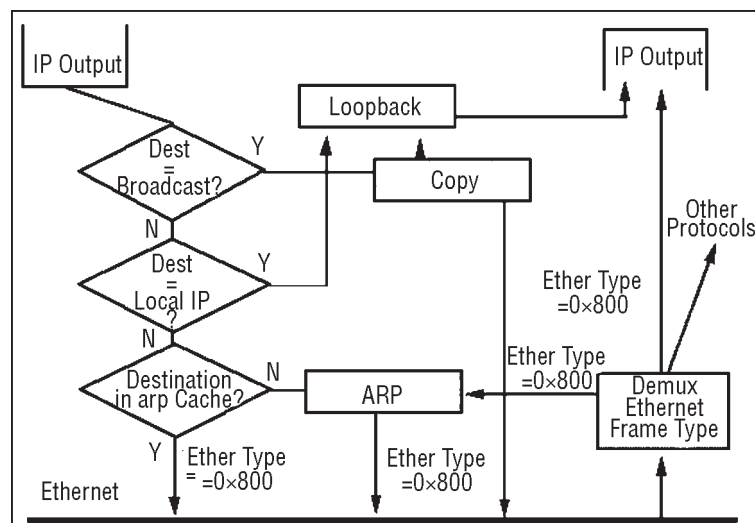 IP Output
IP Output
Loopback
Dest
=
Broadcast?
Y
Copy
N
Other
Protocols
Dest
=
Local IP
?
Y
Ether Type
=0×800
N
Ether Type
=0×800
Destination
in arp Cache?
N
ARP
Demux
Ethernet
Frame Type
Y
Ether Type
= =0×800
Ether Type
=0×800
Ethernet